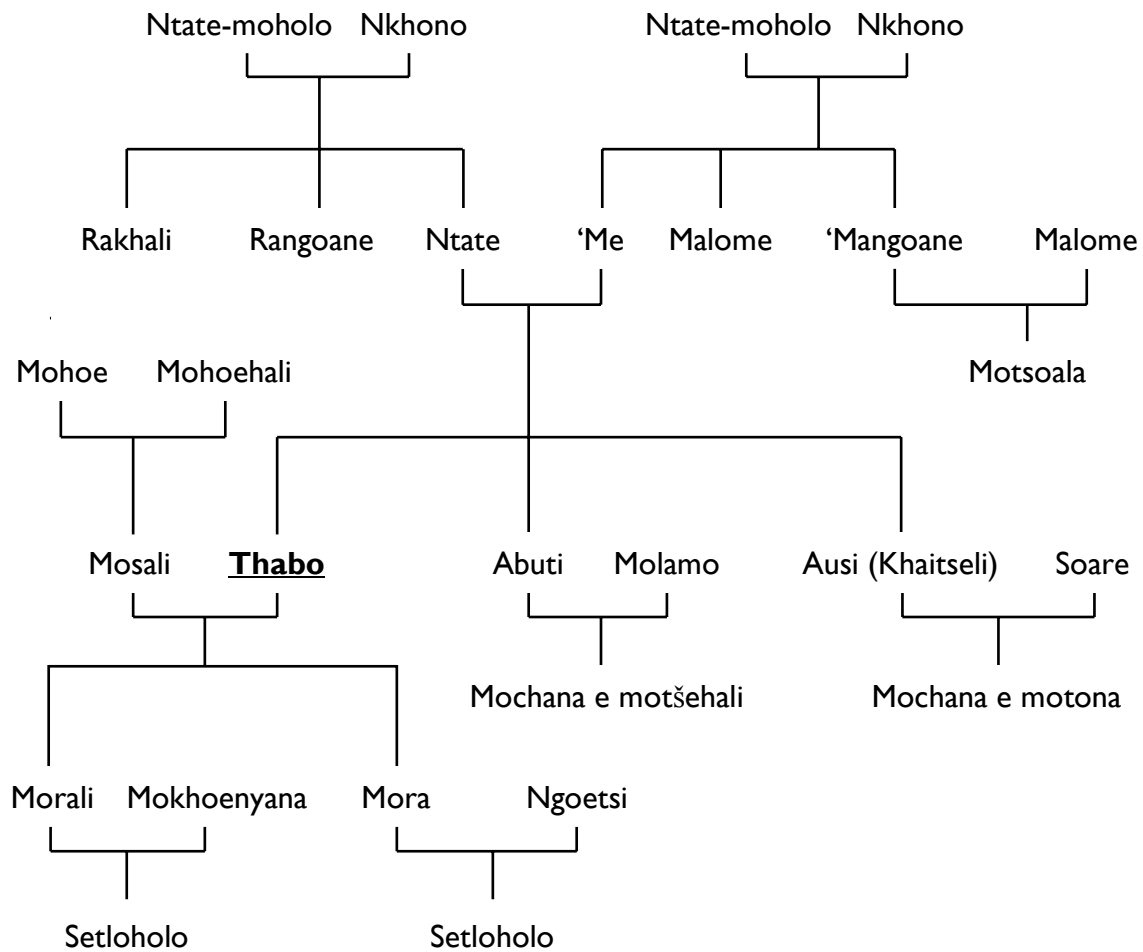 Ntate-moholo Nkhono Ntate-moholo Nkhono
Rakhali Rangoane Ntate ‘Me Malome ‘Mangoane Malome
Mohoe Mohoehali Motsoala
Mosali Thabo Abuti Molamo Ausi (Khaitseli) Soare
Mochana e motšehali Mochana e motona
Morali Mokhoenyana Mora Ngoetsi
Setloholo Setloholo